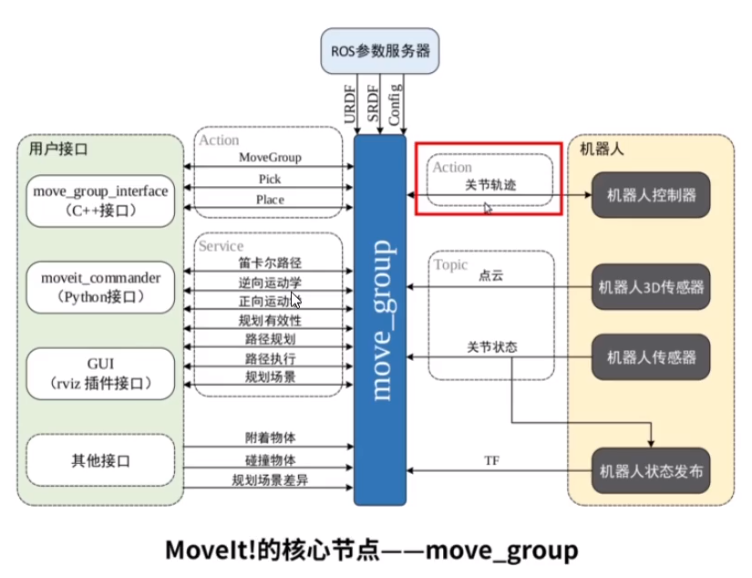 ROS参数服务器
URDF
SRDF
Config
用户接口
move_group_interface
（C++接口）
moveit_commander
（Python接口）
GUI
（rviz 插件接口）
其他接口
Action
MoveGroup
Pick
Place
Service
笛卡尔路径
逆向运动学
正向运动学
规划有效性
路径规划
路径执行
规划场景
附着物体
碰撞物体
规划场景差异
move_group
Action
关节轨迹
Topic
点云
关节状态
TF
机器人
机器人控制器
机器人3D传感器
机器人传感器
机器人状态发布
MoveIt!的核心节点——move_group